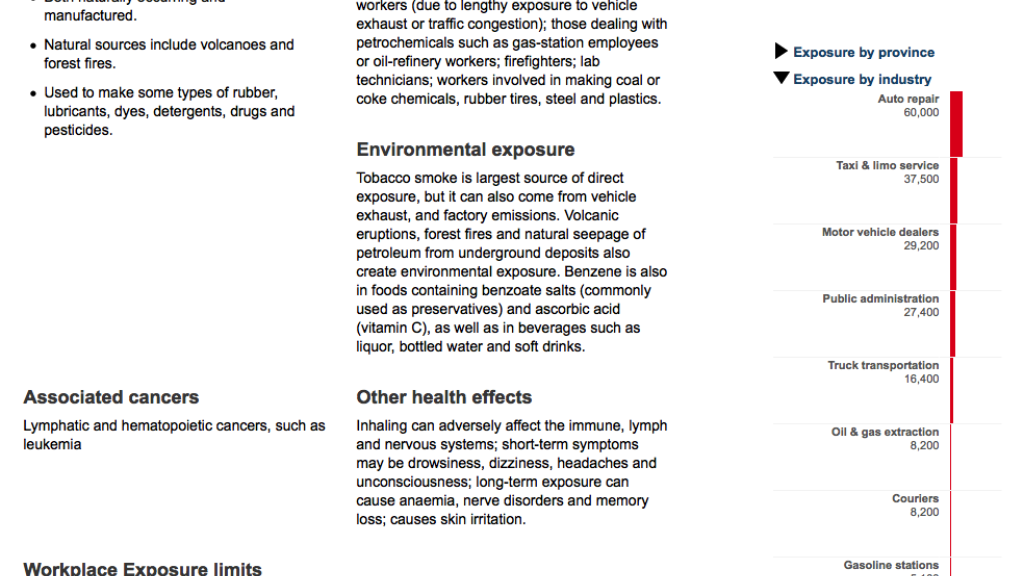 manufactured.
Natural sources include volcanoes and
forest fires.
Used to make some types of rubber,
lubricants, dyes, detergents, drugs and
pesticides.
workers (due to lengthy exposure to vehicle
exhaust or traffic congestion); those dealing with
petrochemicals such as gas-station employees
or oil-refinery workers; firefighters; lab
technicians; workers involved in making coal or
coke chemicals, rubber tires, steel and plastics.
Environmental exposure
Tobacco smoke is largest source of direct
exposure, but it can also come from vehicle
exhaust, and factory emissions. Volcanic
eruptions, forest fires and natural seepage of
petroleum from underground deposits also
create environmental exposure. Benzene is also
in foods containing benzoate salts (commonly
used as preservatives) and ascorbic acid
(vitamin C), as well as in beverages such as
liquor, bottled water and soft drinks.
Associated cancers
Lymphatic and hematopoietic cancers, such as
leukemia
Other health effects
Inhaling can adversely affect the immune, lymph
and nervous systems; short-term symptoms
may be drowsiness, dizziness, headaches and
unconsciousness; long-term exposure can
cause anaemia, nerve disorders and memory
loss; causes skin irritation.
Workplace Exposure limits
Exposure by province
Exposure by industry
Auto repair
60,000
Taxi & limo service
37,500
Motor vehicle dealers
29,200
Public administration
27,400
Truck transportation
16,400
Oil & gas extraction
8,200
Couriers
8,200
Gasoline stations